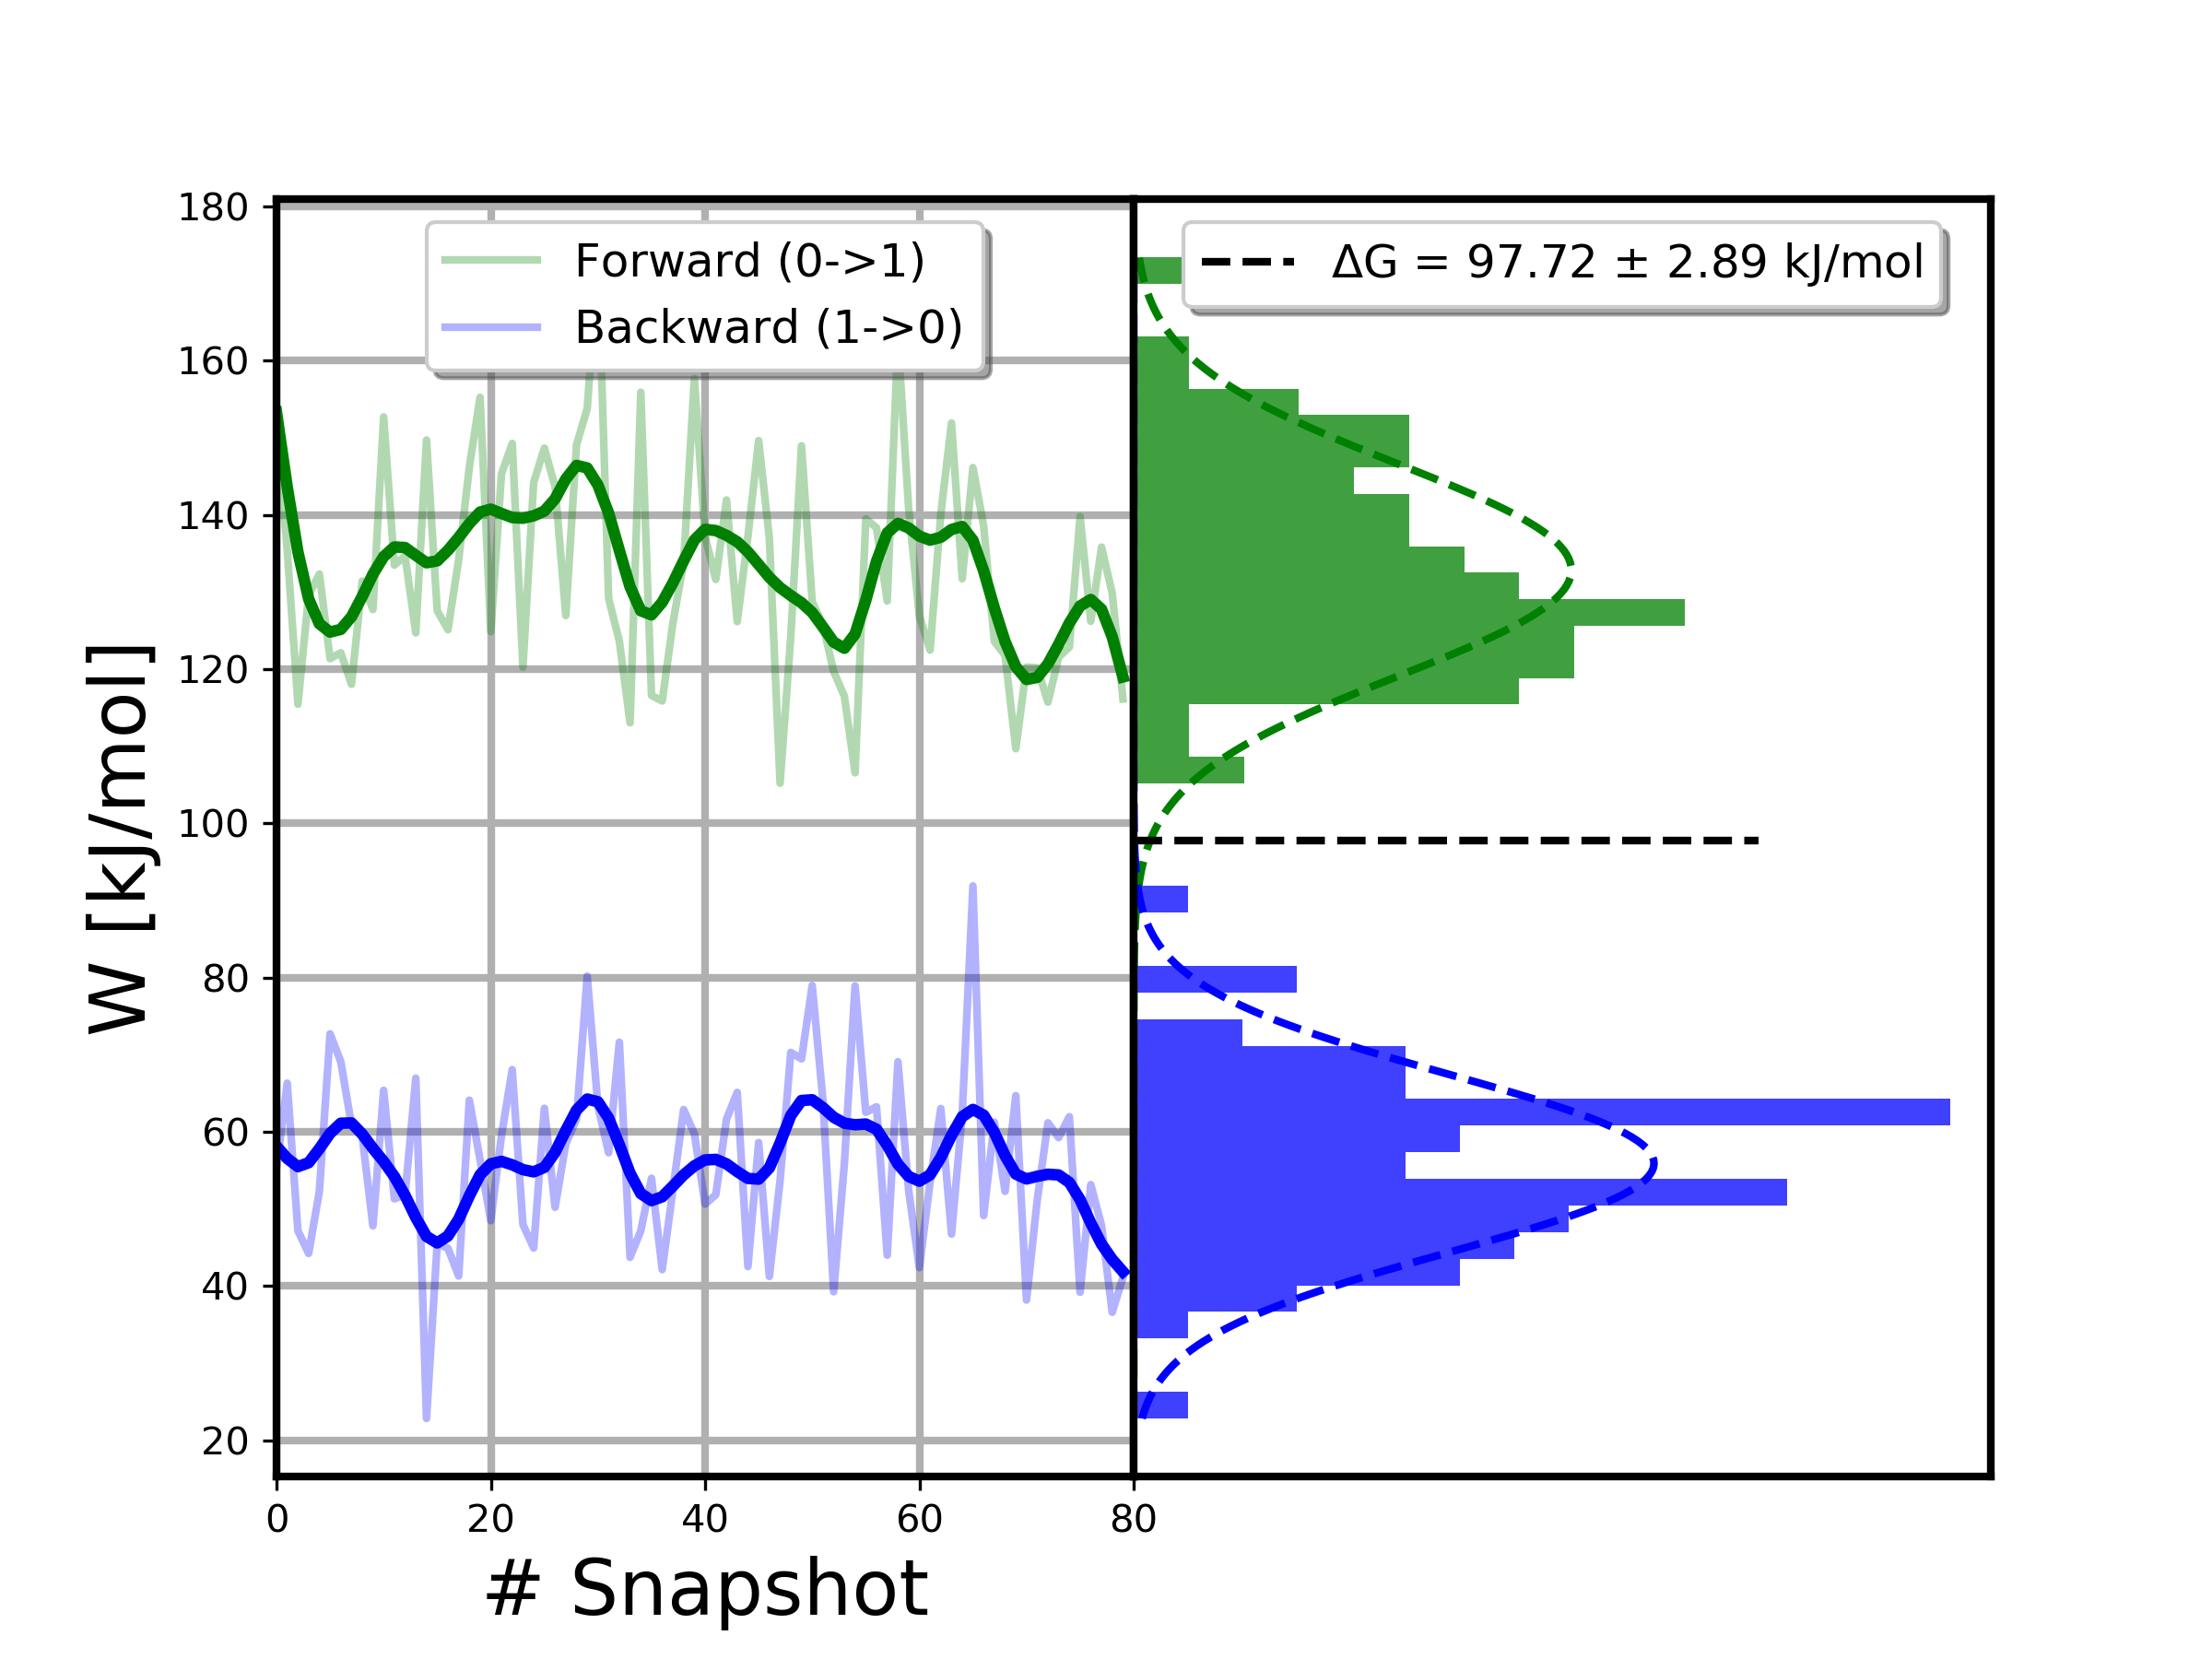 180
160
140
120
100
80
60
40
20
W [kJ/mol]
Forward (0->1)
Backward (1->0)
ΔG = 97.72 ± 2.89 kJ/mol
0 20 40 60 80
# Snapshot